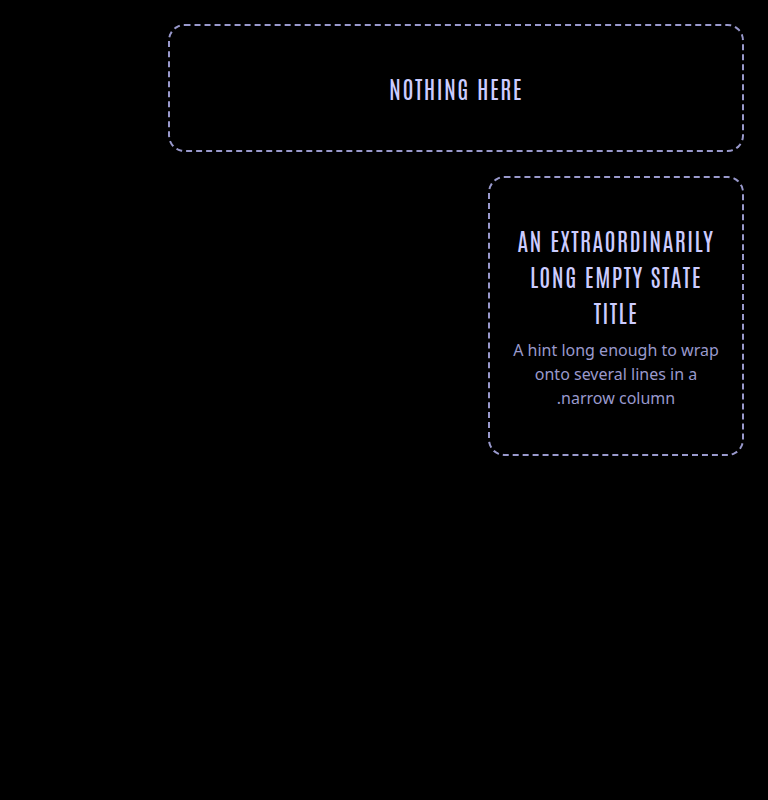 NOTHING HERE
AN EXTRAORDINARILY
LONG EMPTY STATE
TITLE
A hint long enough to wrap
onto several lines in a
.narrow column